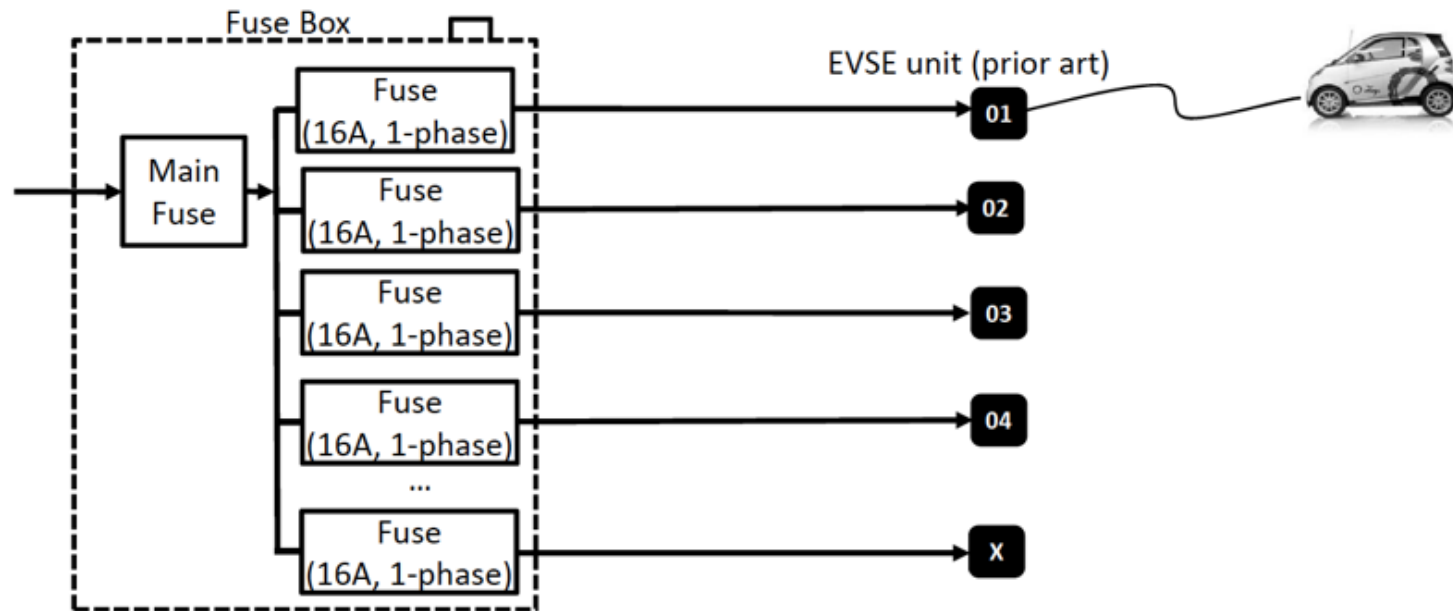 Fuse Box
EVSE unit (prior art)
Main
Fuse
Fuse
(16A, 1-phase)
01
Fuse
(16A, 1-phase)
02
Fuse
(16A, 1-phase)
03
Fuse
(16A, 1-phase)
04
...
Fuse
(16A, 1-phase)
X